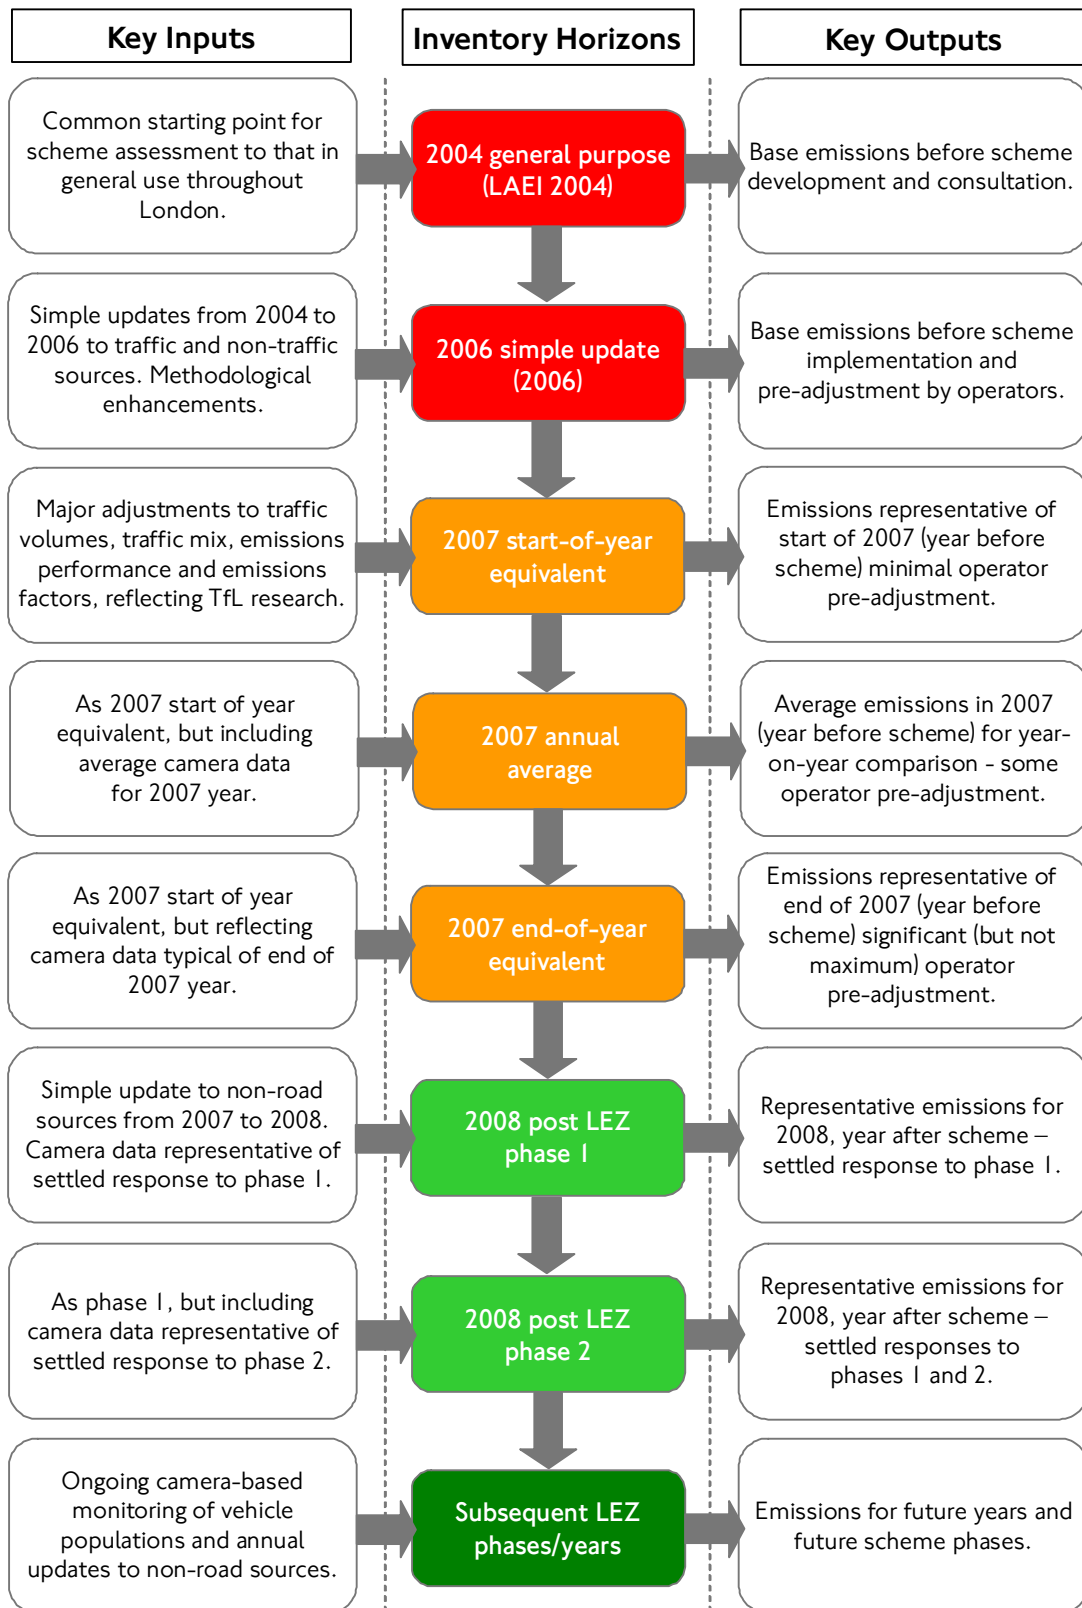 Key Inputs
Inventory Horizons
Key Outputs
Common starting point for
scheme assessment to that in
general use throughout
London.
2004 general purpose
(LAEI 2004)
Base emissions before scheme
development and consultation.
Simple updates from 2004 to
2006 to traffic and non-traffic
sources. Methodological
enhancements.
2006 simple update
(2006)
Base emissions before scheme
implementation and
pre-adjustment by operators.
Major adjustments to traffic
volumes, traffic mix, emissions
performance and emissions
factors, reflecting TfL research.
2007 start-of-year
equivalent
Emissions representative of
start of 2007 (year before
scheme) minimal operator
pre-adjustment.
As 2007 start of year
equivalent, but including
average camera data
for 2007 year.
2007 annual
average
Average emissions in 2007
(year before scheme) for year-
on-year comparison - some
operator pre-adjustment.
As 2007 start of year
equivalent, but reflecting
camera data typical of end of
2007 year.
2007 end-of-year
equivalent
Emissions representative of
end of 2007 (year before
scheme) significant (but not
maximum) operator
pre-adjustment.
Simple update to non-road
sources from 2007 to 2008.
Camera data representative of
settled response to phase 1.
2008 post LEZ
phase 1
Representative emissions for
2008, year after scheme –
settled response to phase 1.
As phase 1, but including
camera data representative of
settled response to phase 2.
2008 post LEZ
phase 2
Representative emissions for
2008, year after scheme –
settled responses to
phases 1 and 2.
Ongoing camera-based
monitoring of vehicle
populations and annual
updates to non-road sources.
Subsequent LEZ
phases/years
Emissions for future years and
future scheme phases.